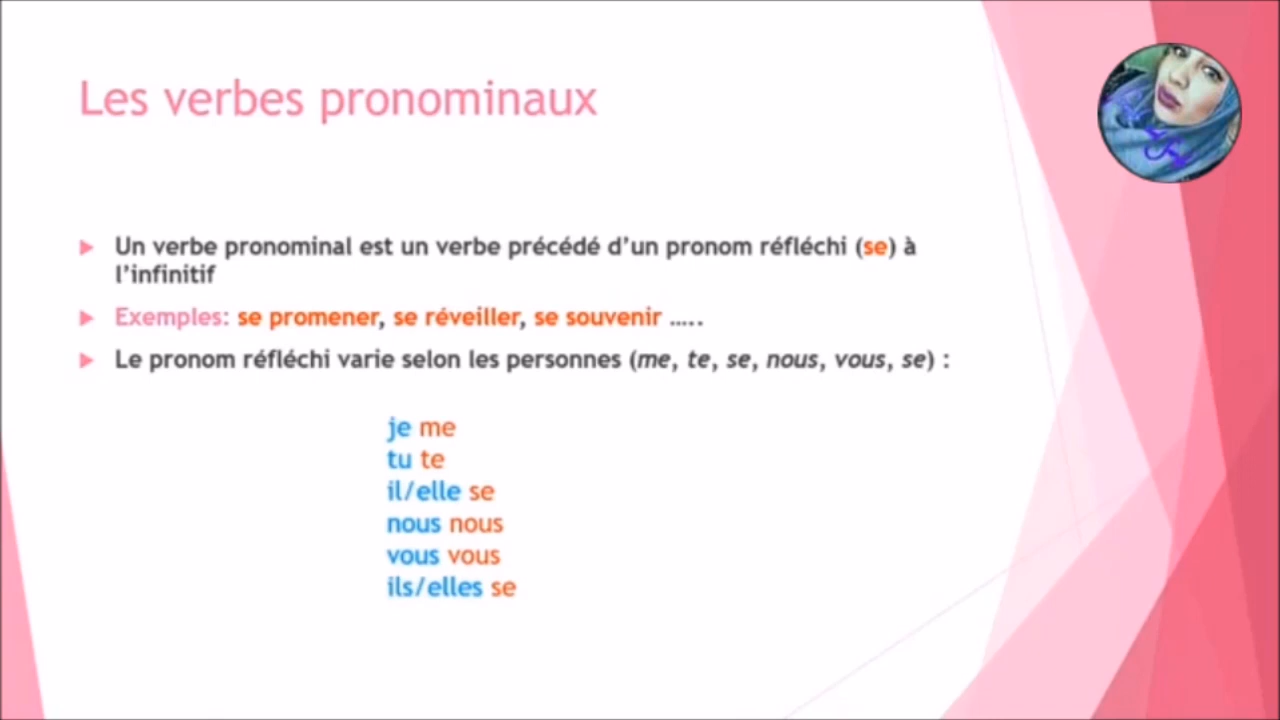 Les verbes pronominaux
Un verbe pronominal est un verbe précédé d’un pronom réfléchi (se) à
l’infinitif
Exemples: se promener, se réveiller, se souvenir …..
Le pronom réfléchi varie selon les personnes (me, te, se, nous, vous, se) :
je me
tu te
il/elle se
nous nous
vous vous
ils/elles se